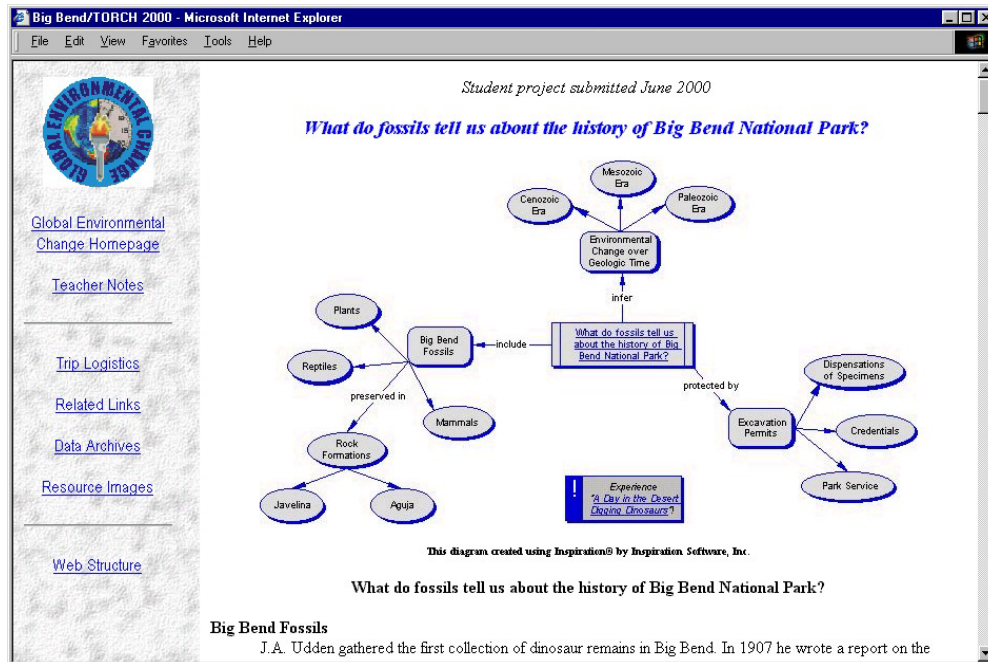 Big Bend/TORCH 2000 - Microsoft Internet Explorer
File Edit View Favorites Tools Help
GLOBAL ENVIRONMENTAL CHANGE
Global Environmental
Change Homepage
Teacher Notes
Trip Logistics
Related Links
Data Archives
Resource Images
Web Structure
Student project submitted June 2000
What do fossils tell us about the history of Big Bend National Park?
Mesozoic
Era
Cenozoic
Era
Paleozoic
Era
Environmental
Change over
Geologic Time
infer
What do fossils tell us
about the history of Big
Bend National Park?
include
Big Bend
Fossils
Plants
Reptiles
preserved in
Mammals
Rock
Formations
Javelina
Aguja
protected by
Excavation
Permits
Dispensations
of Specimens
Credentials
Park Service
!
Experience
"A Day in the Desert
Digging Dinosaurs"!
This diagram created using Inspiration® by Inspiration Software, Inc.
What do fossils tell us about the history of Big Bend National Park?
Big Bend Fossils
J.A. Udden gathered the first collection of dinosaur remains in Big Bend. In 1907 he wrote a report on the